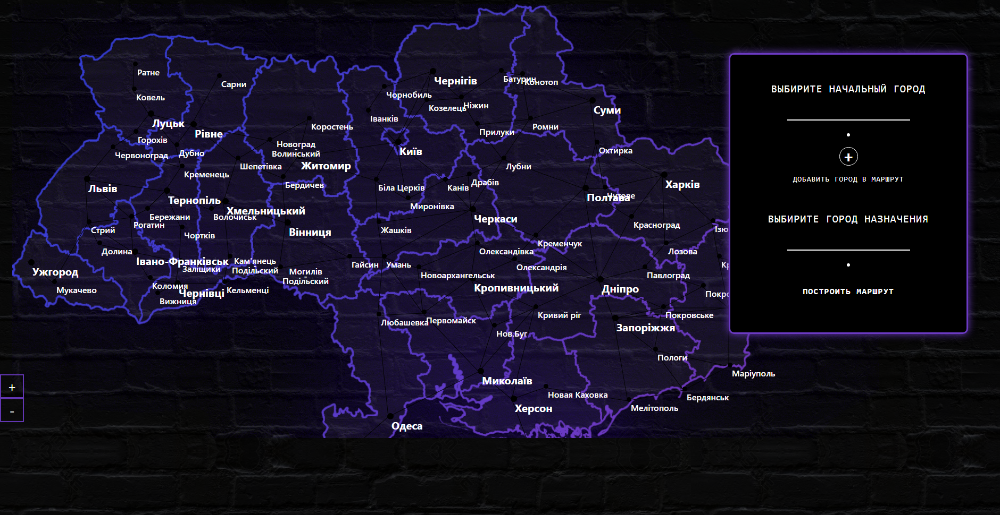 Ратне
Сарни
Ковель
Луцьк
Рівне
Горохів
Червоноград
Дубно
Кременець
Шепетівка
Новоград
Волинський
Коростень
Житомир
Бердичев
Львів
Тернопіль
Хмельницький
Бережани
Волочиськ
Рогатин
Чортків
Стрий
Долина
Вінниця
Івано-Франківськ
Заліщики
Кам'янець
Подільский
Могилів
Подільский
Ужгород
Мукачево
Коломия
Чернівці
Кельменці
Вижниця
Чернігів
Батурин
Конотоп
Чорнобиль
Козелець
Ніжин
Іванків
Прилуки
Ромни
Суми
Київ
Охтирка
Лубни
Біла Церків
Канів
Драбів
Миронівка
Харків
Полтава
Чутове
Черкаси
Жашків
Красноград
Ізю
Кременчук
Олександівка
Лозова
Гайсин
Умань
Новоархангельськ
Олександрія
Павлоград
Кр
Кропивницький
Дніпро
Покро
Любашевка
Первомайск
Кривий ріг
Покровське
Нов.Буг
Запоріжжя
Пологи
Миколаїв
Маріуполь
Новая Каховка
Бердянськ
Херсон
Мелітополь
Одеса
+
-
ВЫБИРИТЕ НАЧАЛЬНЫЙ ГОРОД
+
ДОБАВИТЬ ГОРОД В МАРШРУТ
ВЫБИРИТЕ ГОРОД НАЗНАЧЕНИЯ
ПОСТРОИТЬ МАРШРУТ